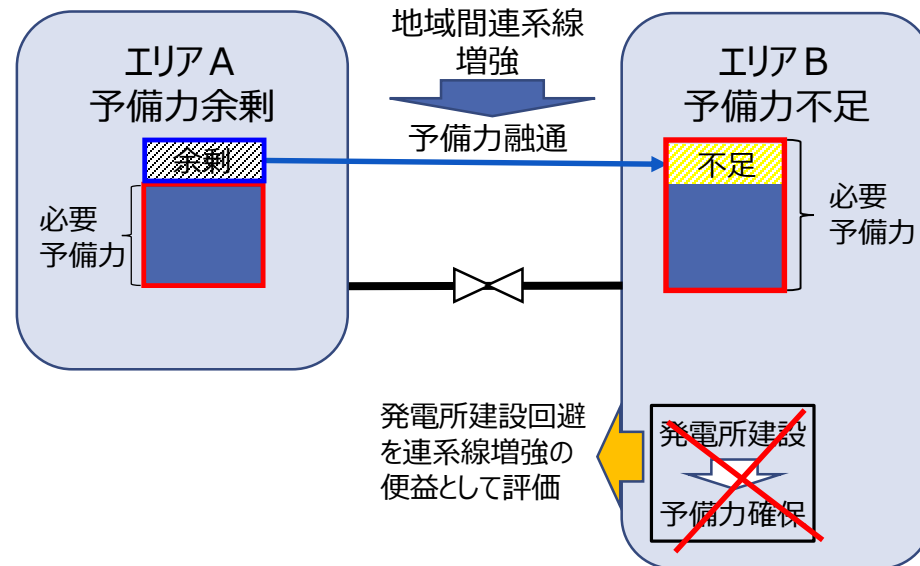 エリアA
予備力余剰
余剰
必要
予備力
地域間連系線
増強
予備力融通
エリアB
予備力不足
不足
必要
予備力
発電所建設回避
を連系線増強の
便益として評価
発電所建設
予備力確保